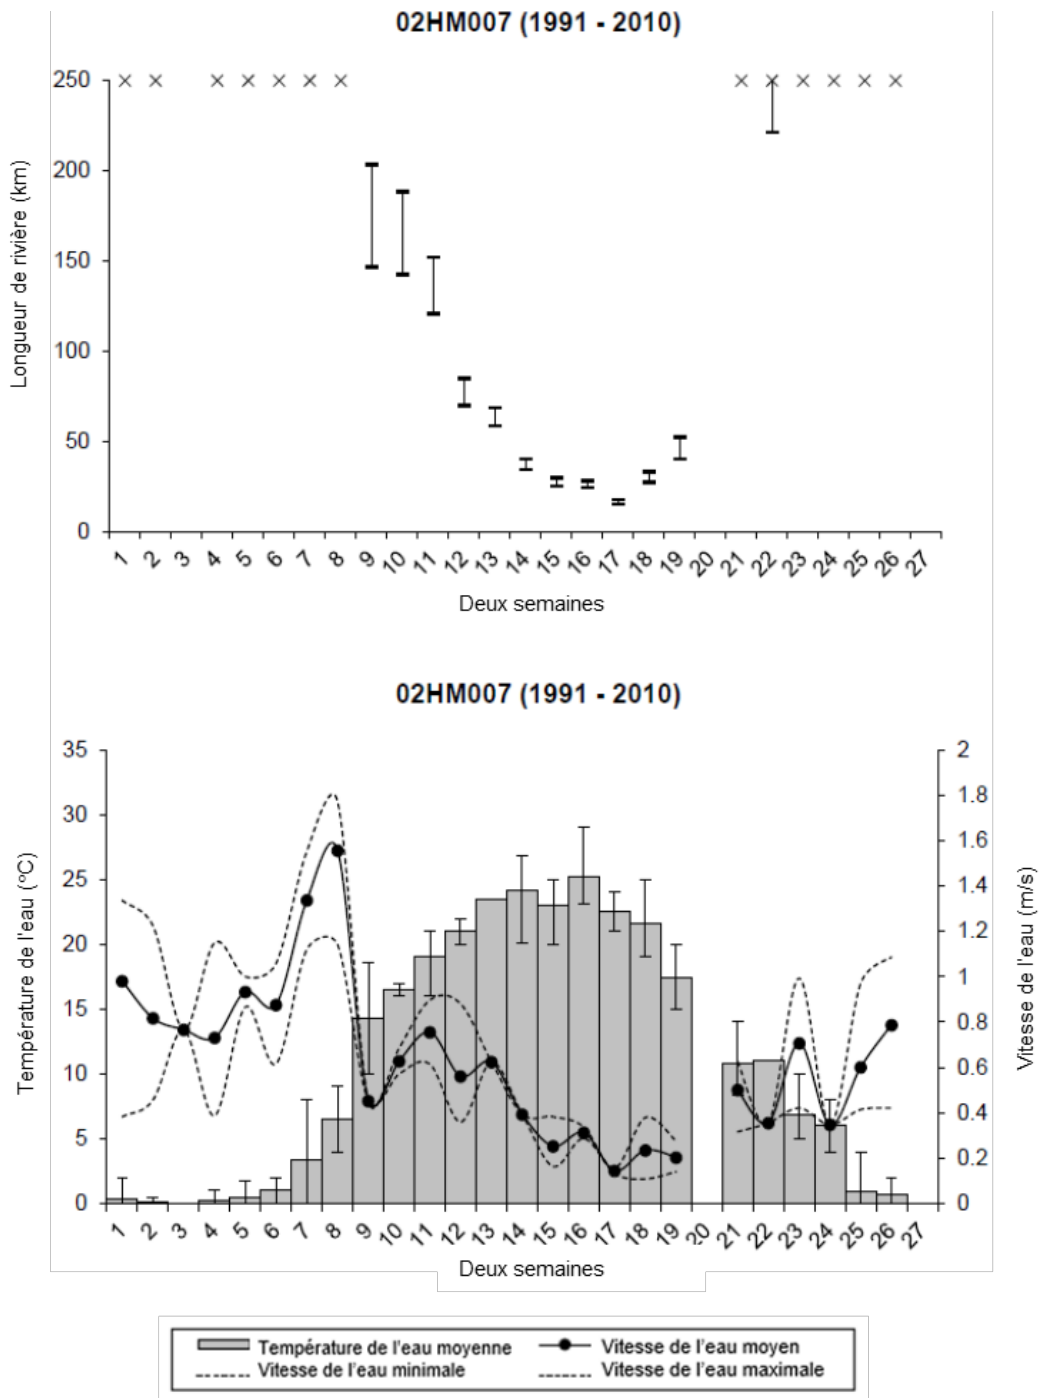 02HM007 (1991 - 2010)
250
200
150
100
50
0
Longueur de rivière (km)
1 2 3 4 5 6 7 8 9 10 11 12 13 14 15 16 17 18 19 20 21 22 23 24 25 26 27
Deux semaines
02HM007 (1991 - 2010)
35
30
25
20
15
10
5
0
Température de l'eau (ºC)
2
1.8
1.6
1.4
1.2
1
0.8
0.6
0.4
0.2
0
Vitesse de l'eau (m/s)
1 2 3 4 5 6 7 8 9 10 11 12 13 14 15 16 17 18 19 20 21 22 23 24 25 26 27
Deux semaines
Température de l'eau moyenne
Vitesse de l'eau moyen
Vitesse de l'eau minimale
Vitesse de l'eau maximale